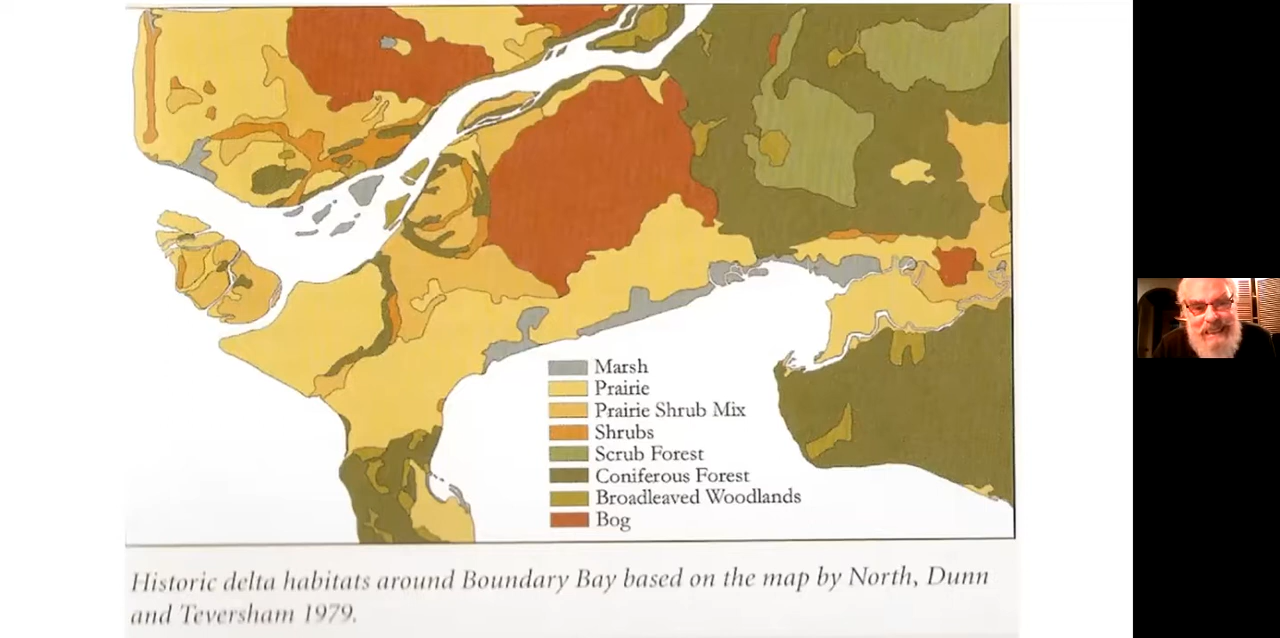 Marsh
Prairie
Prairie Shrub Mix
Shrubs
Scrub Forest
Coniferous Forest
Broadleaved Woodlands
Bog
Historic delta habitats around Boundary Bay based on the map by North, Dunn
and Teversham 1979.